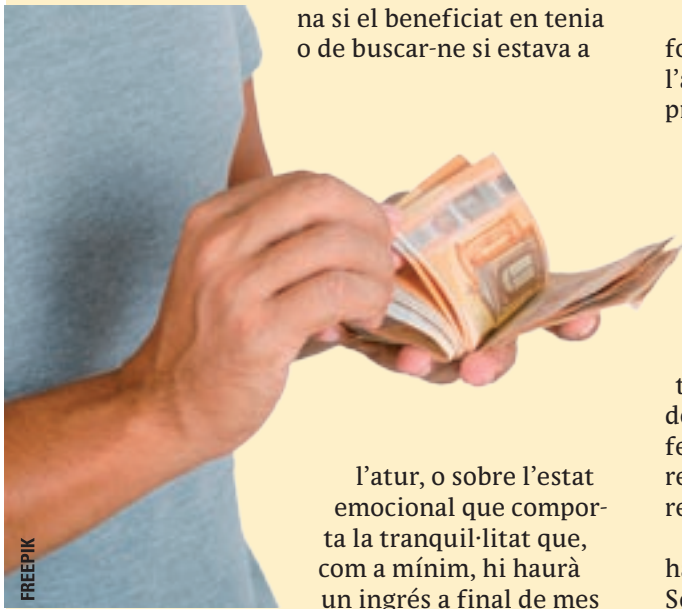 na si el beneficiat en tenia
o de buscar-ne si estava a
l'atur, o sobre l'estat
emocional que compor-
ta la tranquil·litat que,
com a mínim, hi haurà
un ingrés a final de mes
FREEPIK